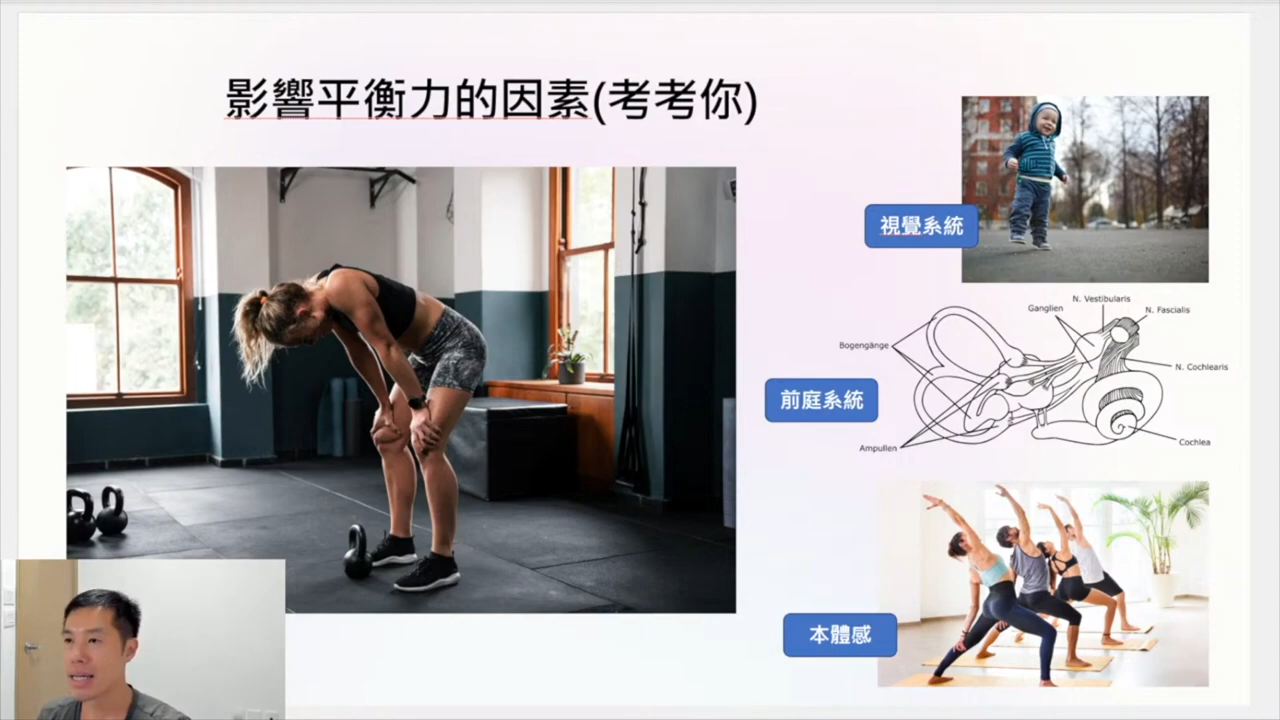 影響平衡力的因素(考考你)
視覺系統
N. Vestibularis
Ganglien
N. Fascialis
Bogengänge
N. Cochlearis
前庭系統
Cochlea
Ampullen
本體感